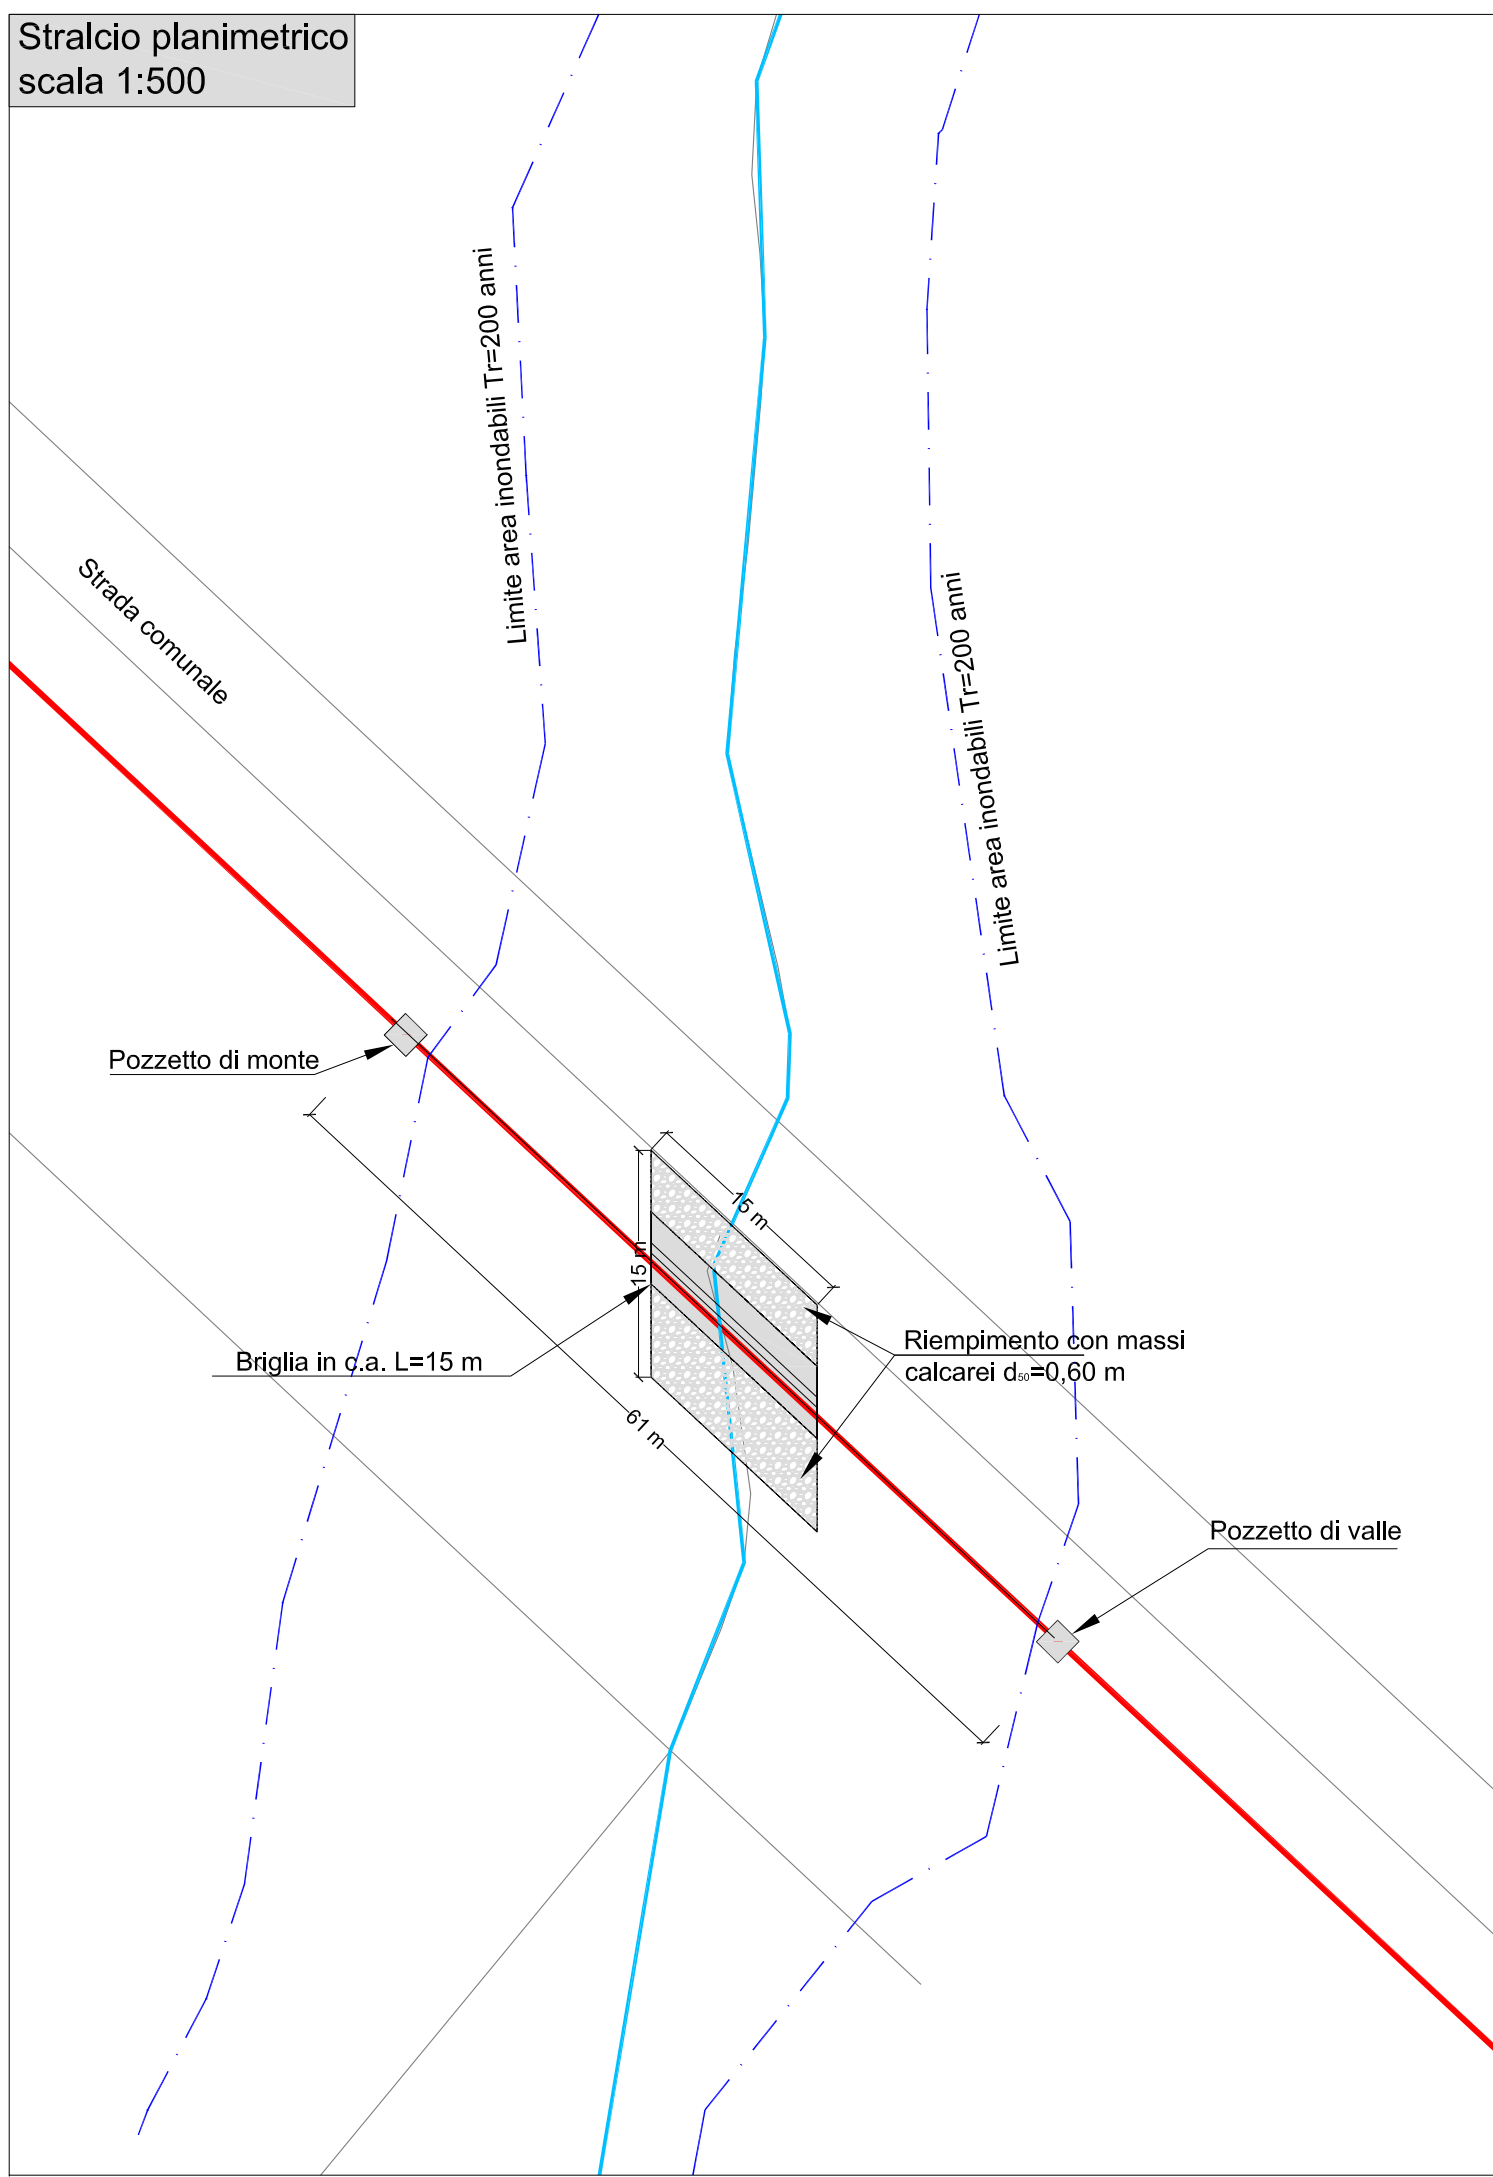 Stralcio planimetrico
scala 1:500
Limite area inondabili Tr=200 anni
Strada comunale
Limite area inondabili Tr=200 anni
Pozzetto di monte
15 m
15 m
Briglia in c.a. L=15 m
Riempimento con massi
calcarei d50=0,60 m
61 m
Pozzetto di valle